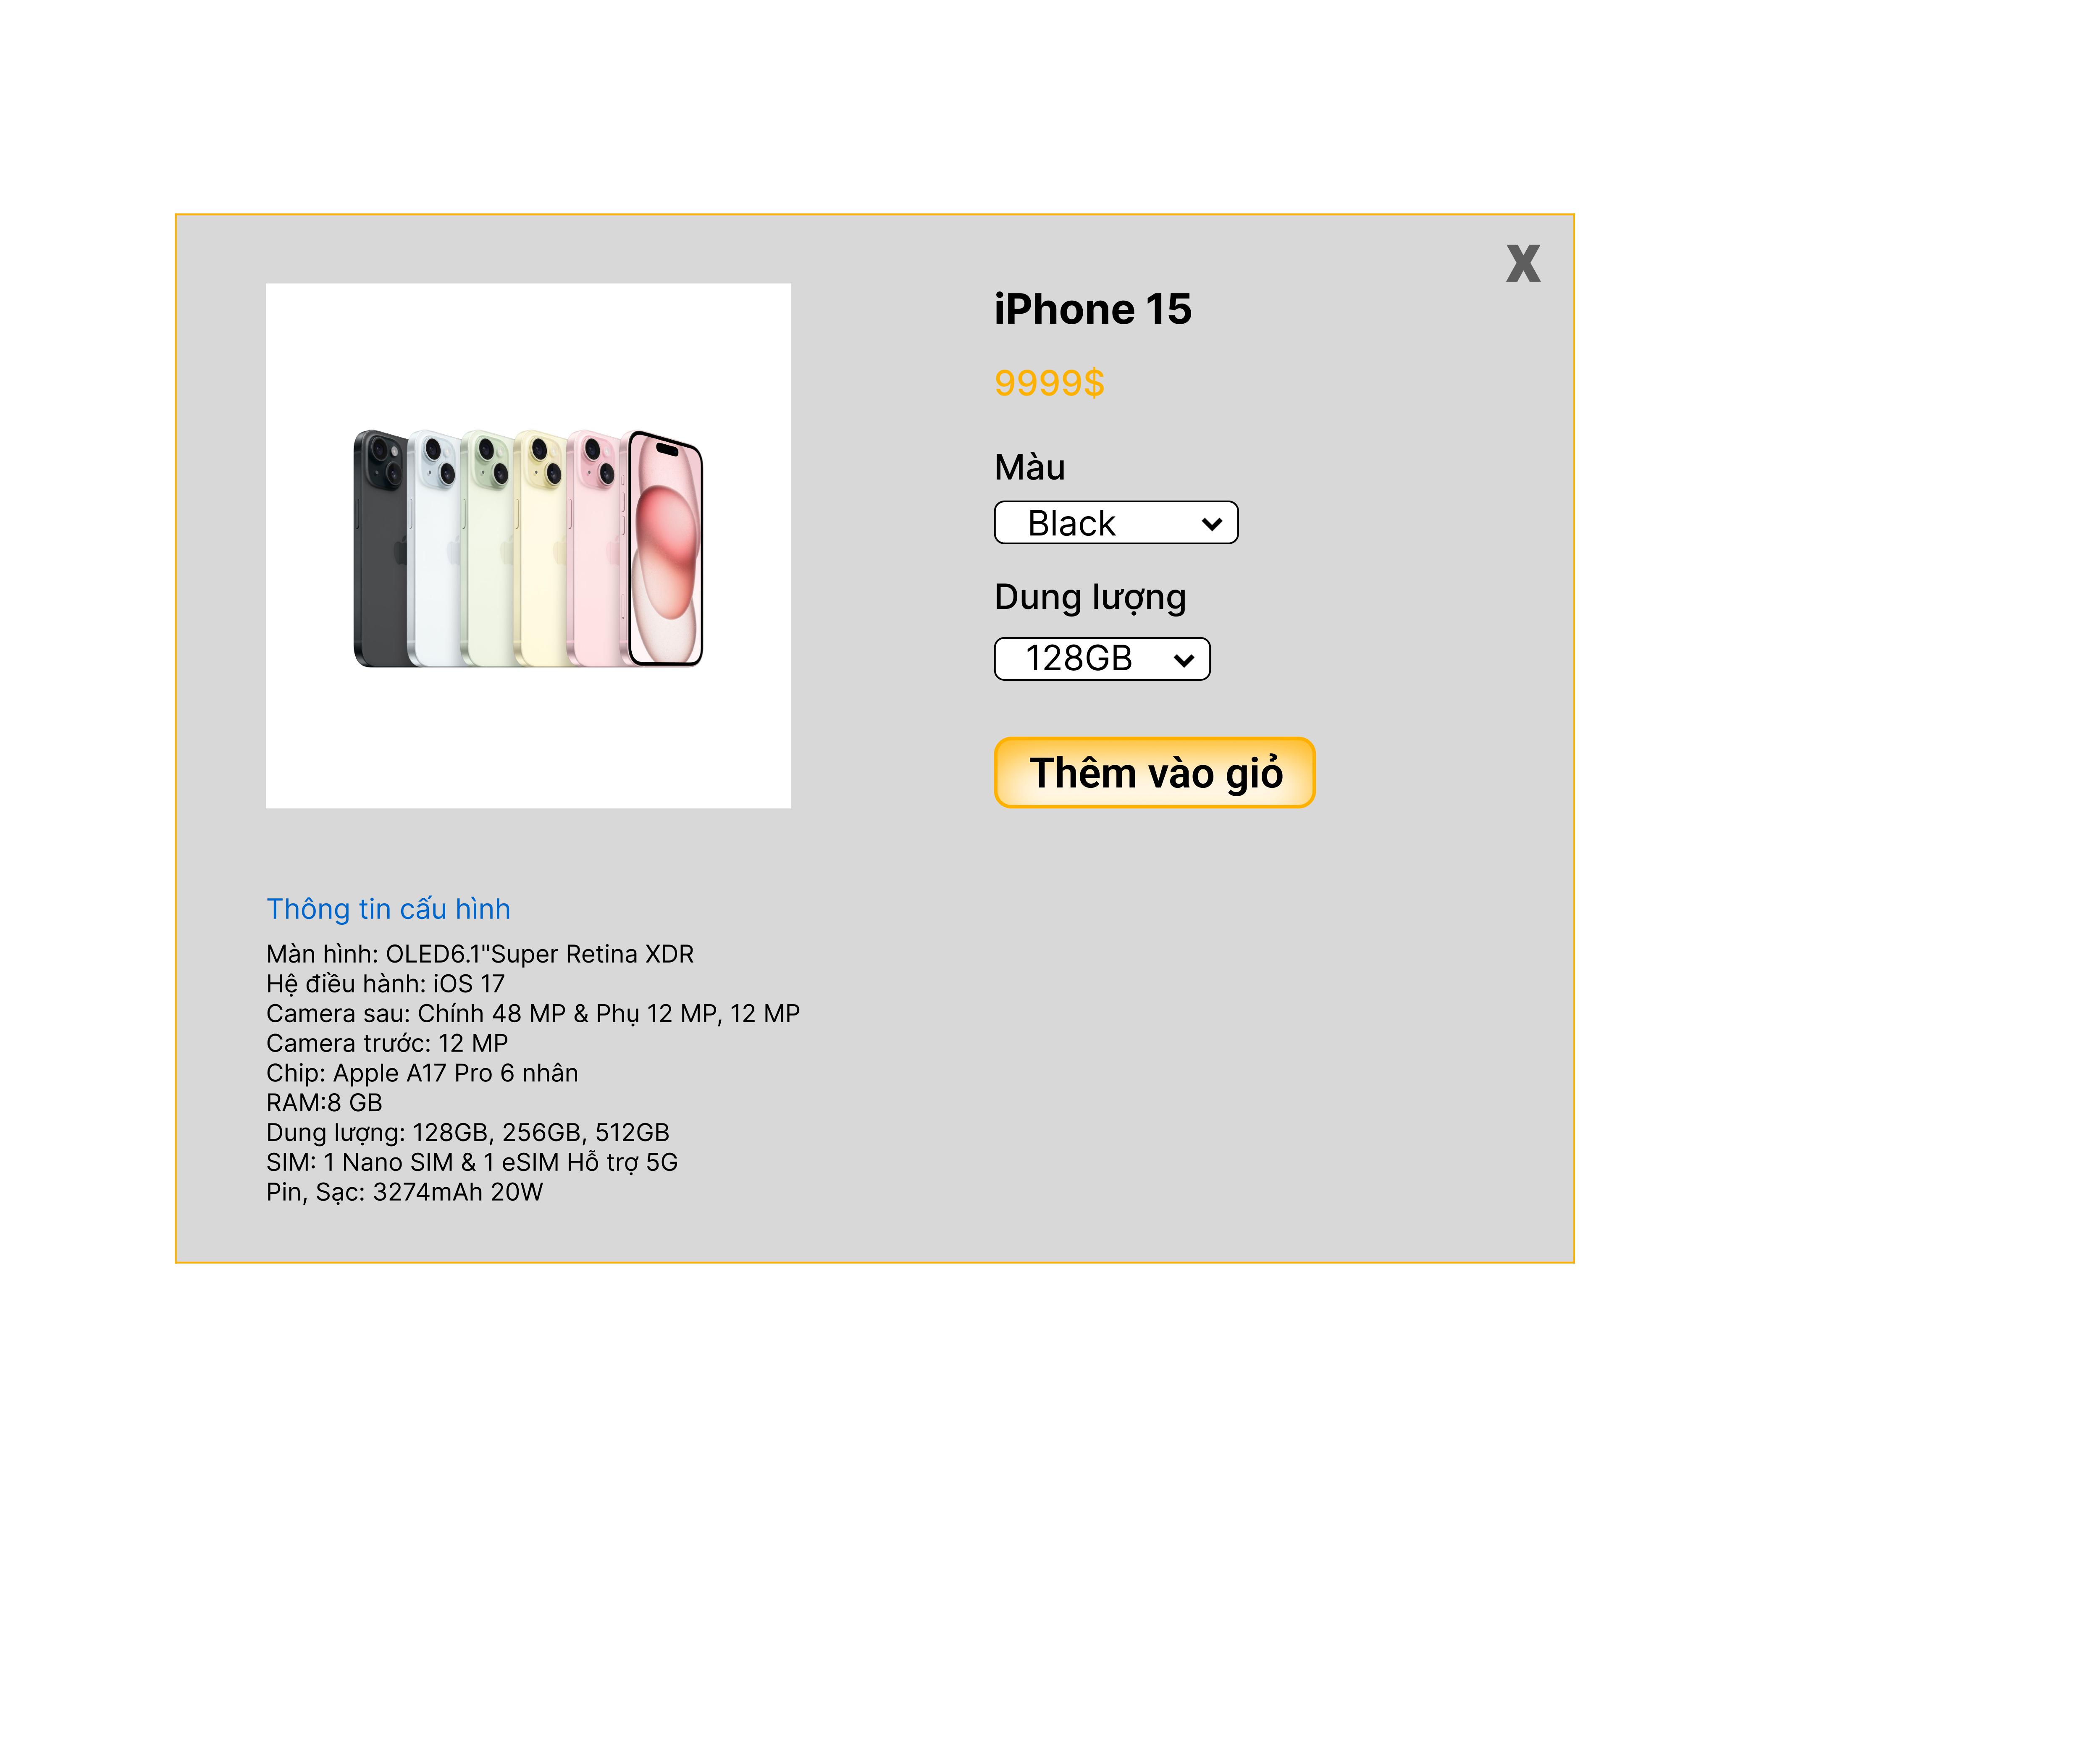 X
iPhone 15
9999$
Màu
Black
Dung lượng
128GB
Thêm vào giỏ
Thông tin cấu hình
Màn hình: OLED6.1"Super Retina XDR
Hệ điều hành: iOS 17
Camera sau: Chính 48 MP & Phụ 12 MP, 12 MP
Camera trước: 12 MP
Chip: Apple A17 Pro 6 nhân
RAM:8 GB
Dung lượng: 128GB, 256GB, 512GB
SIM: 1 Nano SIM & 1 eSIM Hỗ trợ 5G
Pin, Sạc: 3274mAh 20W